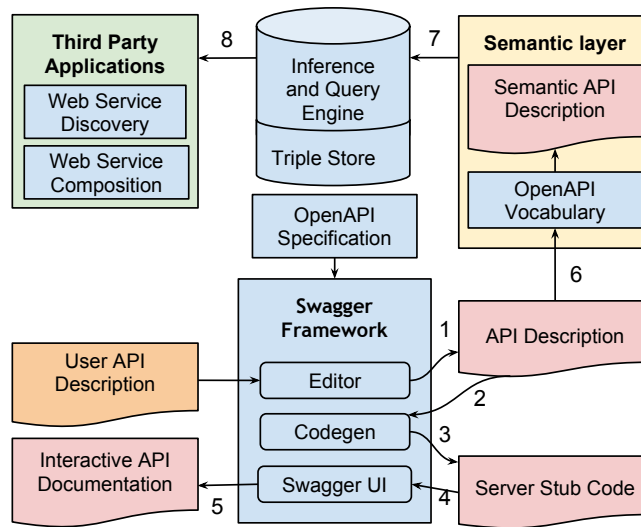 Third Party
Applications
Web Service
Discovery
Web Service
Composition
8
Inference
and Query
Engine
Triple Store
7
Semantic layer
Semantic API
Description
OpenAPI
Vocabulary
OpenAPI
Specification
6
Swagger
Framework
1
API Description
User API
Description
Editor
2
Codegen
3
Interactive API
Documentation
5
Swagger UI
4
Server Stub Code